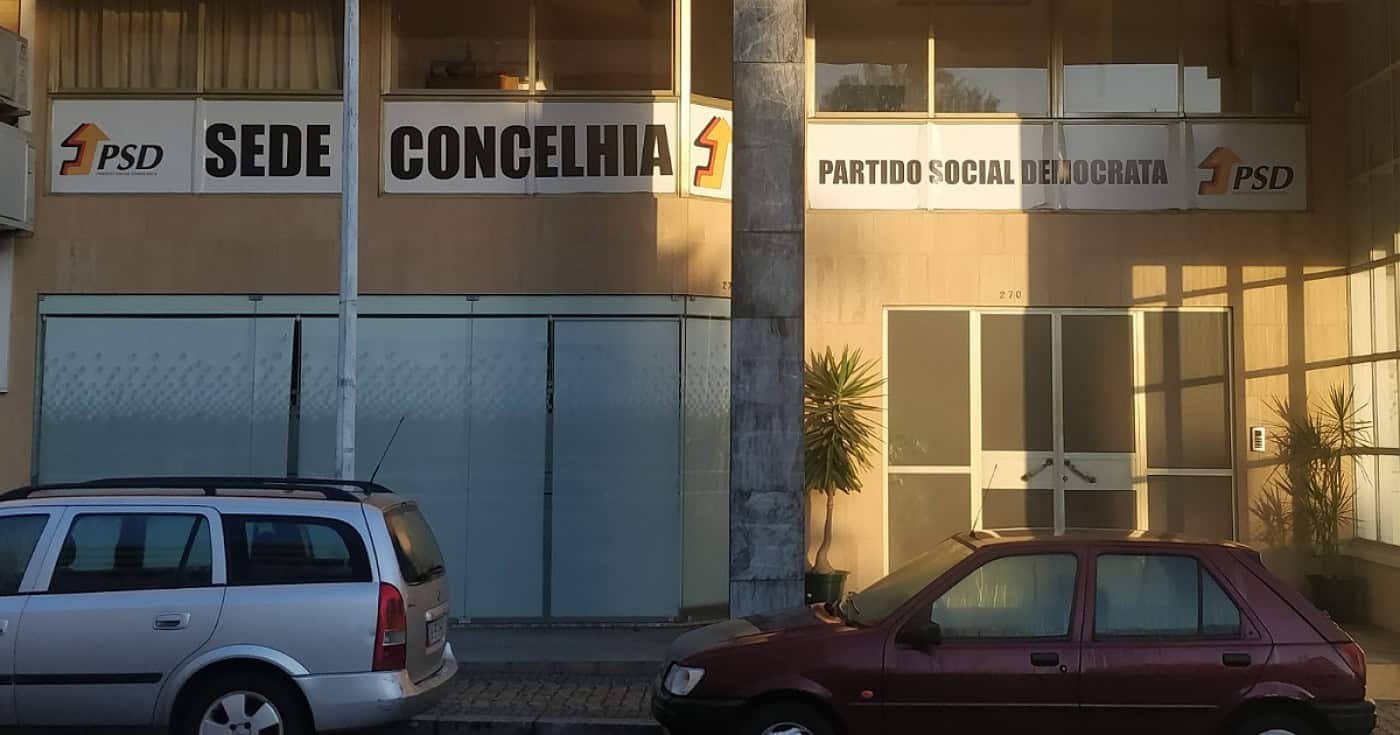 PSD
SEDE CONCELHIA
PARTIDO SOCIAL DEMOCRATA
PSD
270